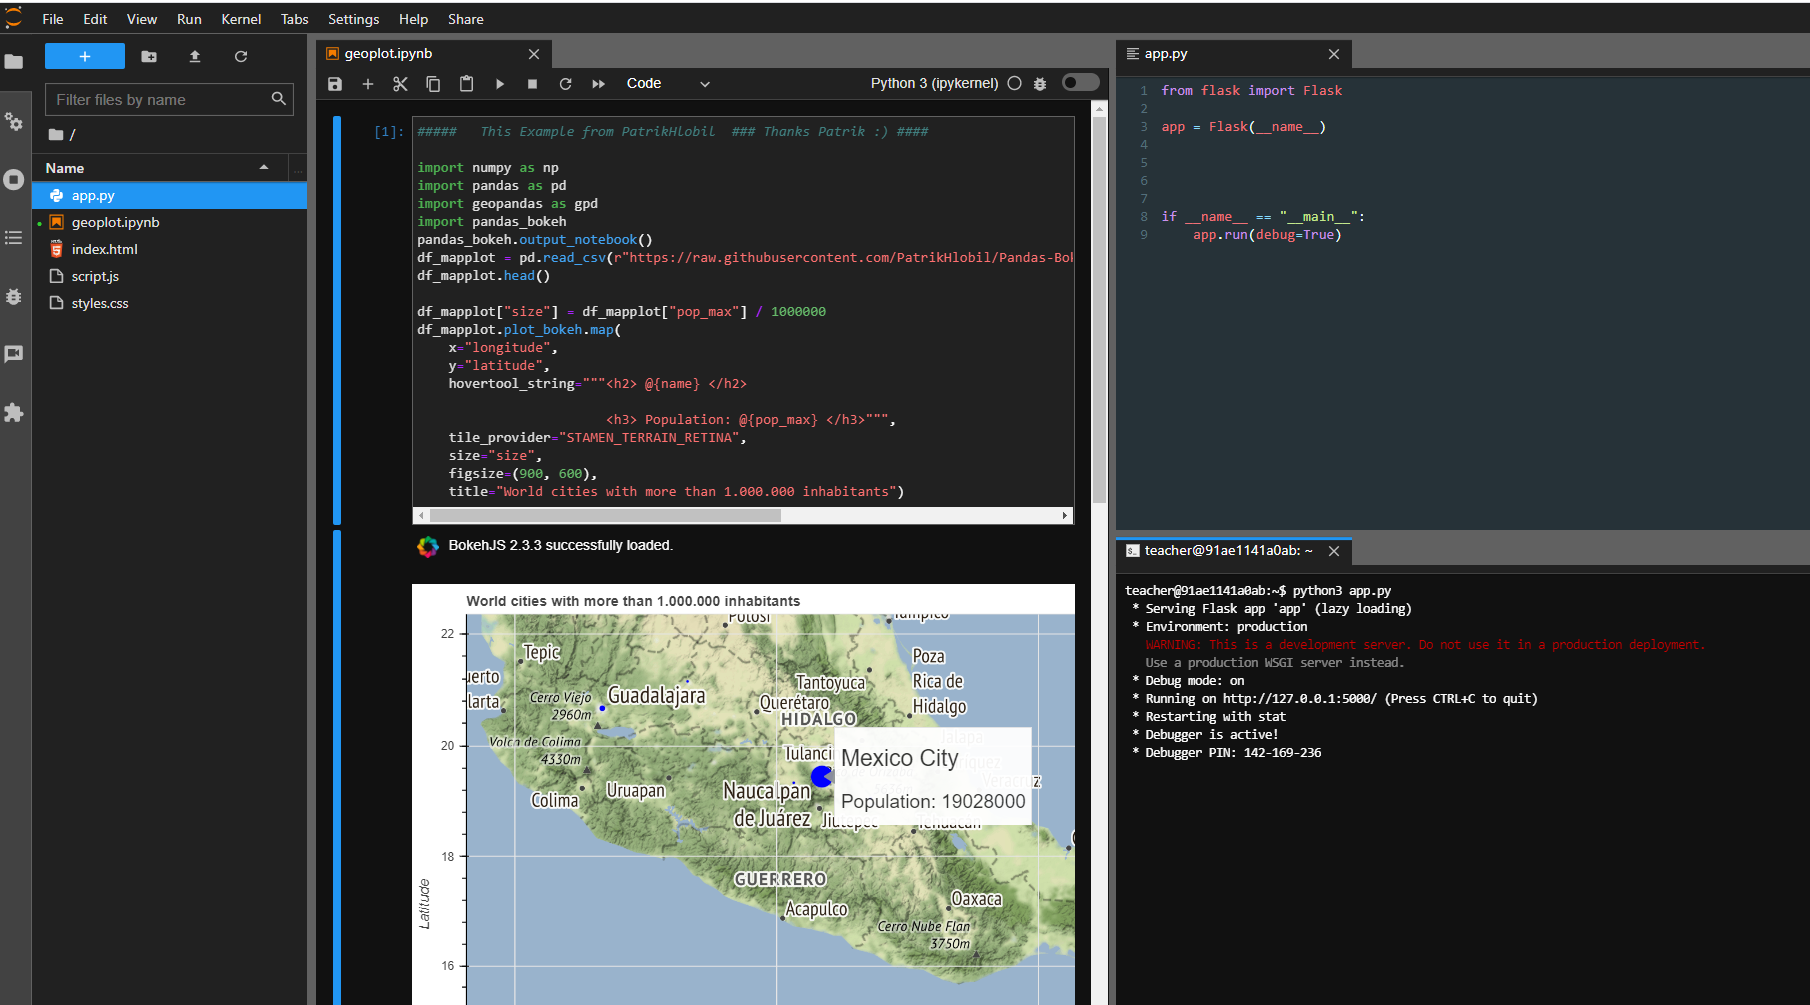 File Edit View Run Kernel Tabs Settings Help Share
Filter files by name
/
Name
app.py
geoplot.ipynb
index.html
script.js
styles.css
geoplot.ipynb
Code
Python 3 (ipykernel)
[1]:
##### This Example from PatrikHlobil ### Thanks Patrik :) ####
import numpy as np
import pandas as pd
import geopandas as gpd
import pandas_bokeh
pandas_bokeh.output_notebook()
df_mapplot = pd.read_csv(r"https://raw.githubusercontent.com/PatrikHlobil/Pandas-Bok
df_mapplot.head()
df_mapplot["size"] = df_mapplot["pop_max"] / 1000000
df_mapplot.plot_bokeh.map(
x="longitude",
y="latitude",
hovertool_string="""<h2> @{name} </h2>
<h3> Population: @{pop_max} </h3>""",
tile_provider="STAMEN_TERRAIN_RETINA",
size="size",
figsize=(900, 600),
title="World cities with more than 1.000.000 inhabitants")
BokehJS 2.3.3 successfully loaded.
World cities with more than 1.000.000 inhabitants
Potosí
Tampico
22
Tepic
Poza
Rica de
Hidalgo
uerto
larta
Tantoyuca
Cerro Viejo
2960m
Guadalajara
Querétaro
HIDALGO
20
Volcá de Colima
4330m
Tulanci
Xalapa
Mexico City
Population: 19028000
Veracruz
Colima
Uruapan
Naucalpan
de Juárez
Jiutepec
Tehuacán
18
GUERRERO
Latitude
Acapulco
Oaxaca
Cerro Nube Flan
3750m
16
app.py
1 from flask import Flask
2
3 app = Flask(__name__)
4
5
6
7
8 if __name__ == "__main__":
9 app.run(debug=True)
teacher@91ae1141a0ab: ~
teacher@91ae1141a0ab:~$ python3 app.py
* Serving Flask app 'app' (lazy loading)
* Environment: production
WARNING: This is a development server. Do not use it in a production deployment.
Use a production WSGI server instead.
* Debug mode: on
* Running on http://127.0.0.1:5000/ (Press CTRL+C to quit)
* Restarting with stat
* Debugger is active!
* Debugger PIN: 142-169-236